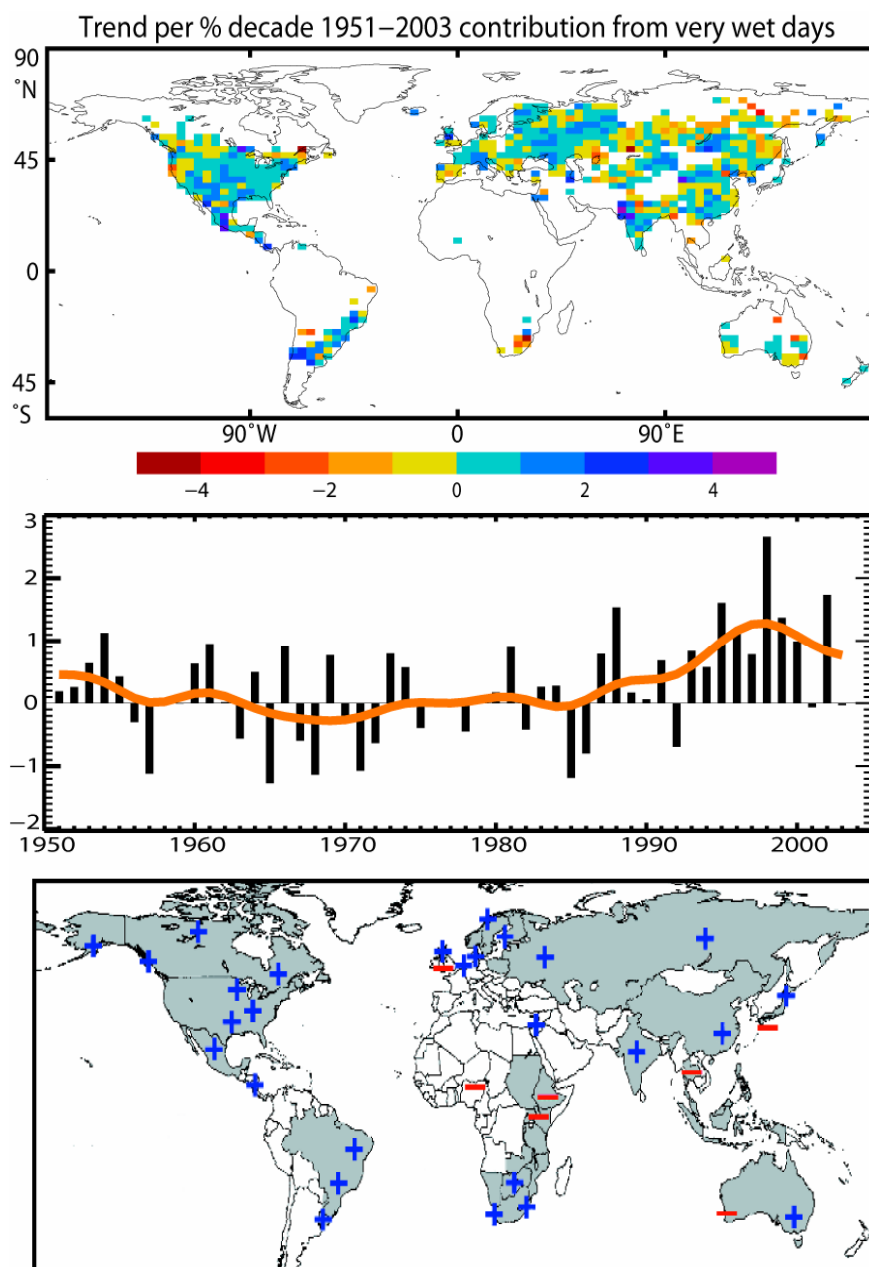 Trend per % decade 1951–2003 contribution from very wet days
90
°N
45
0
45
°S
90°W 0 90°E
−4 −2 0 2 4
3
2
1
0
−1
−2
1950 1960 1970 1980 1990 2000